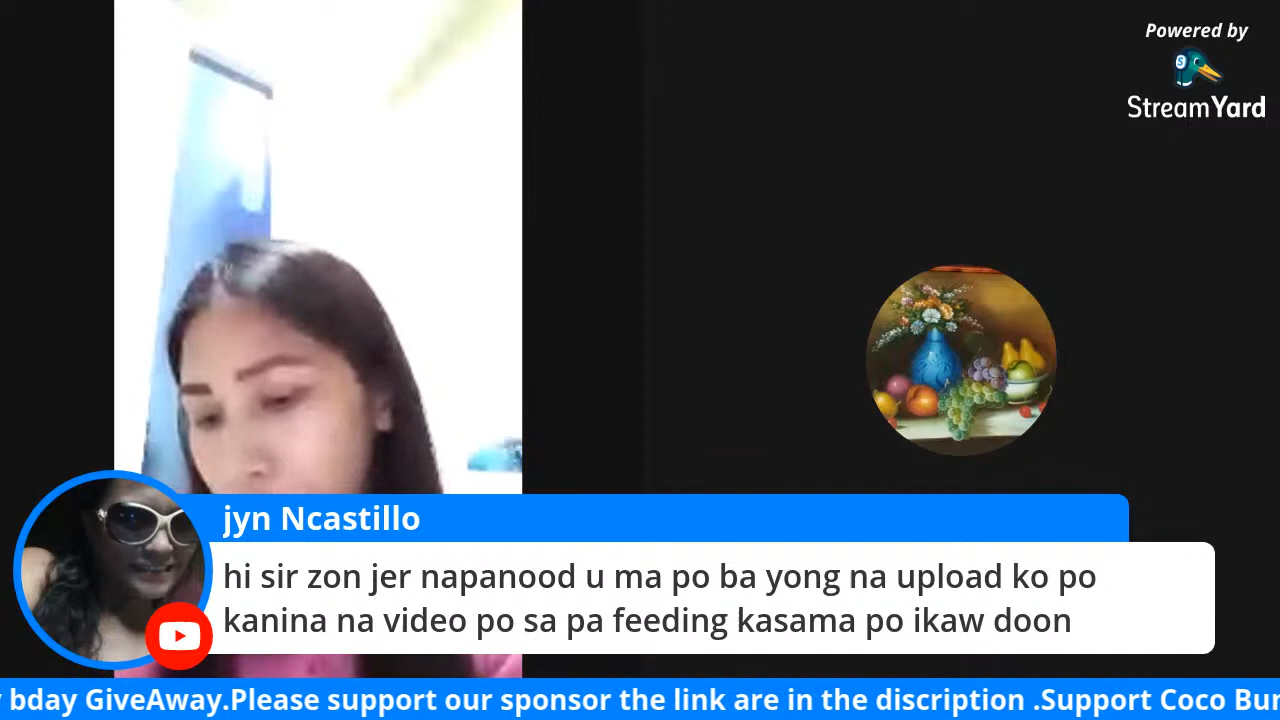 Powered by
StreamYard
jyn Ncastillo
hi sir zon jer napanood u ma po ba yong na upload ko po
kanina na video po sa pa feeding kasama po ikaw doon
bday GiveAway.Please support our sponsor the link are in the discription .Support Coco